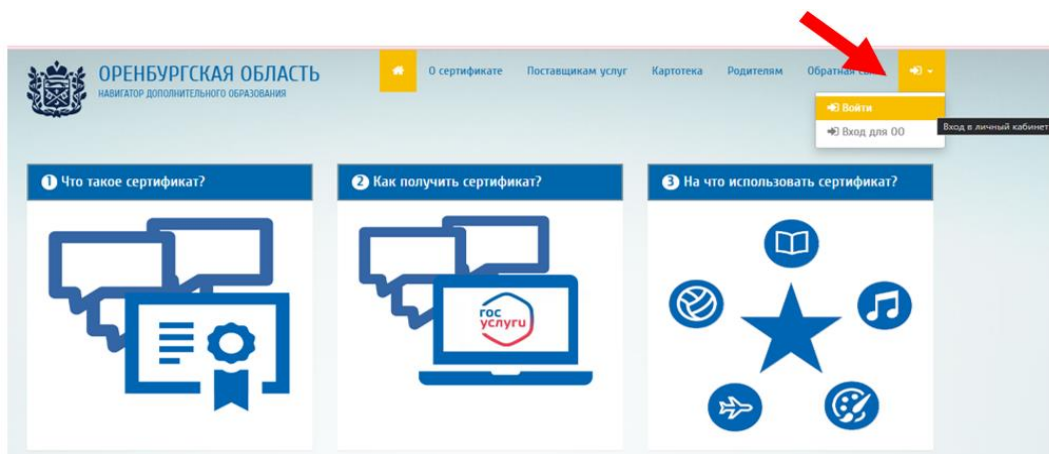 ОРЕНБУРГСКАЯ ОБЛАСТЬ
НАВИГАТОР ДОПОЛНИТЕЛЬНОГО ОБРАЗОВАНИЯ
О сертификате Поставщикам услуг Картотека Родителям Обратная
Войти
Вход для ОО
Вход в личный кабинет
1 Что такое сертификат?
2 Как получить сертификат?
3 На что использовать сертификат?
гос
услуги